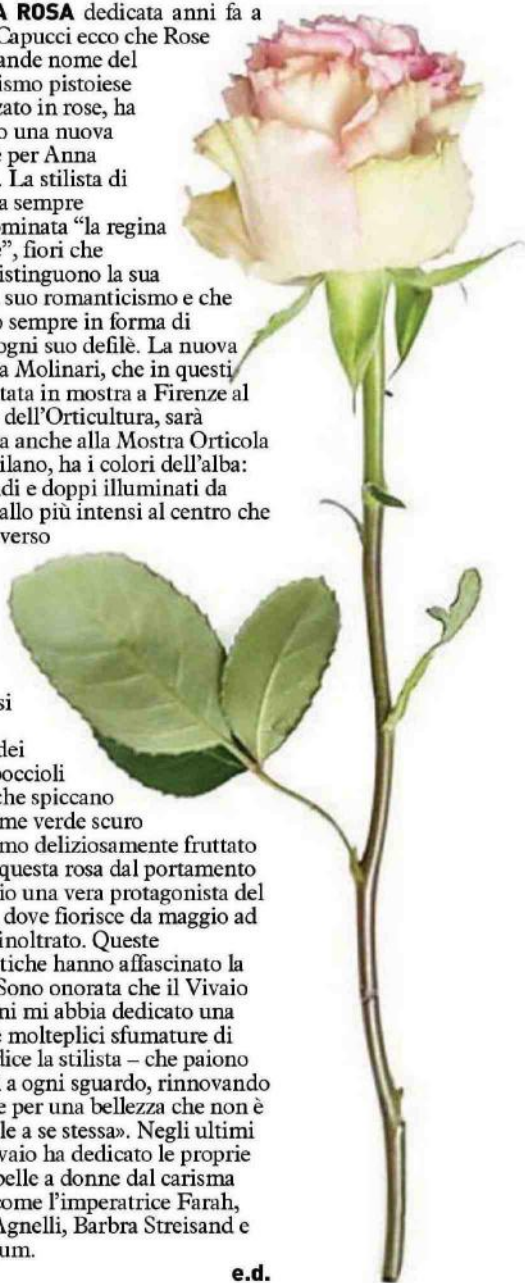 A ROSA dedicata anni fa a
Capucci ecco che Rose
ande nome del
ismo pistoiese
zato in rose, ha
o una nuova
e per Anna
. La stilista di
a sempre
ominata “la regina
e”, fiori che
istinguono la sua
suo romanticismo e che
o sempre in forma di
ogni suo defilè. La nuova
a Molinari, che in questi
tata in mostra a Firenze al
dell’Orticultura, sarà
a anche alla Mostra Orticola
ilano, ha i colori dell’alba:
di e doppi illuminati da
allo più intensi al centro che
verso
si
dei
boccioli
che spiccano
me verde scuro
mo deliziosamente fruttato
questa rosa dal portamento
io una vera protagonista del
dove fiorisce da maggio ad
inoltrato. Queste
tiche hanno affascinato la
Sono onorata che il Vivaio
ni mi abbia dedicato una
e molteplici sfumature di
dice la stilista – che paiono
i a ogni sguardo, rinnovando
e per una bellezza che non è
le a se stessa». Negli ultimi
vaio ha dedicato le proprie
belle a donne dal carisma
come l’imperatrice Farah,
Agnelli, Barbra Streisand e
um.
e.d.